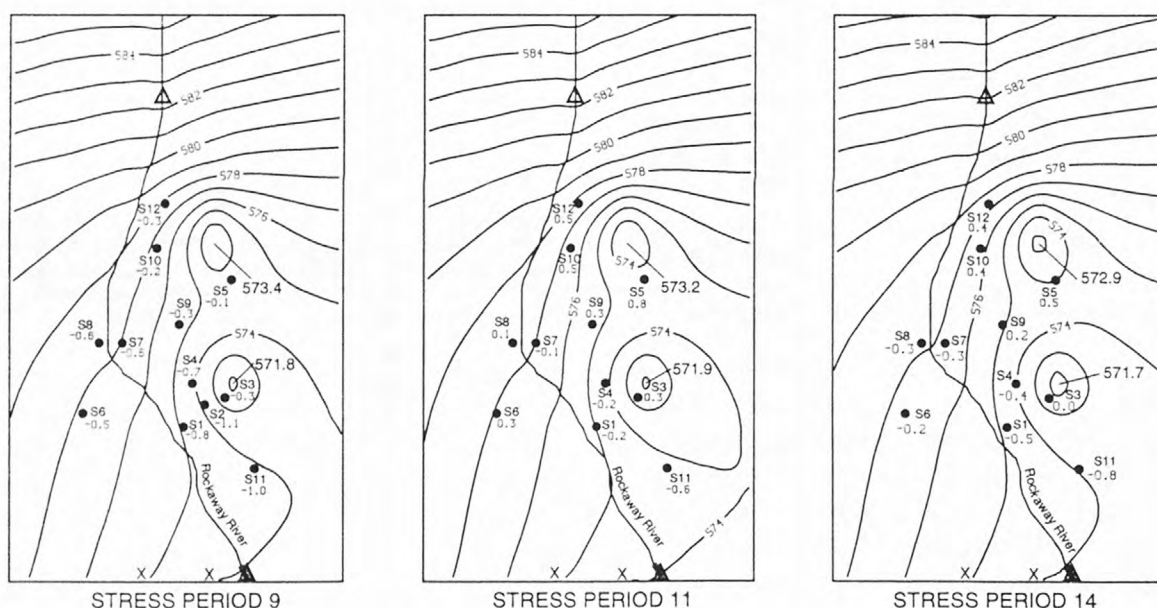 584
582
580
578
576
S12
-0.3
S10
-0.2
573.4
S5
-0.1
S9
-0.3
S8
-0.6
S7
574
S4
-0.7
571.8
S3
-0.3
S2
-1.1
S6
-0.5
S1
-0.8
S11
-1.0
Rockaway River
X X
STRESS PERIOD 9
584
582
580
578
S12
0.5
S10
574
573.2
S5
0.8
576
S9
0.3
S8
0.1
S7
-0.1
574
571.9
S3
0.3
S4
-0.2
S6
0.3
S1
-0.2
S11
-0.6
Rockaway River
574
X X
STRESS PERIOD 11
584
582
580
578
S12
0.4
S10
0.4
574
572.9
S5
0.5
576
S9
0.2
S8
-0.3
S7
-0.3
574
571.7
S3
0.0
S4
-0.4
S6
-0.2
S1
-0.5
S11
-0.8
Rockaway River
X X
STRESS PERIOD 14